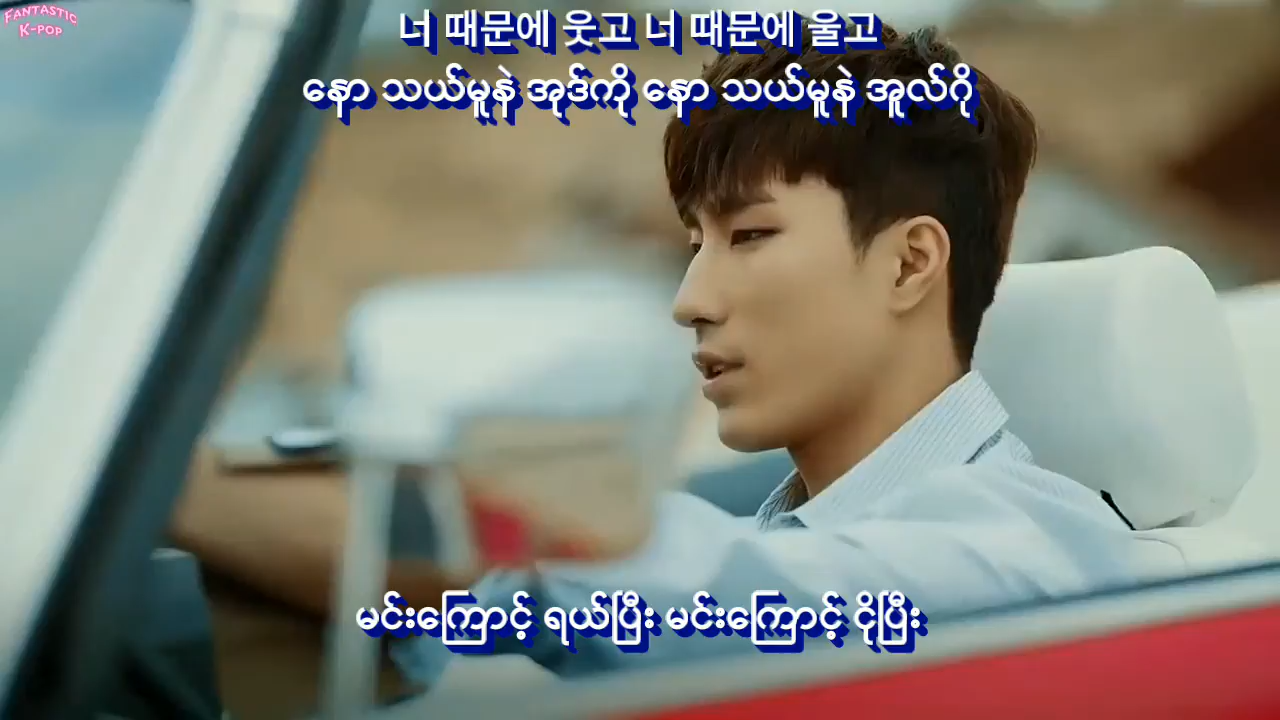 FANTASTIC
K-POP
너 때문에 웃고 너 때문에 울고
နော သယ်မူနဲ အုဒ်ကို နော သယ်မူနဲ အူလ်ဂို
မင်းကြောင့် ရယ်ပြီး မင်းကြောင့် ငိုပြီး